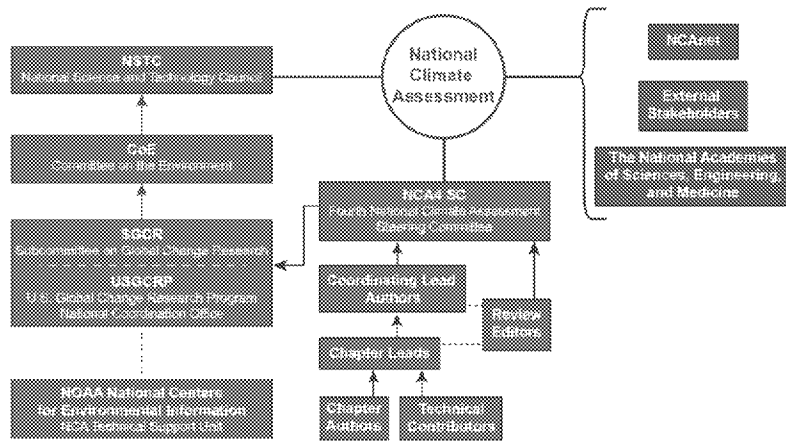 NSTC
National Science and Technology Council
CoE
Committee on the Environment
SGCR
Subcommittee on Global Change Research
USGCRP
U.S. Global Change Research Program
National Coordination Office
NOAA National Centers
for Environmental Information
NCA Technical Support Unit
National
Climate
Assessment
NCA4 SC
Fourth National Climate Assessment
Steering Committee
Coordinating Lead
Authors
Review
Editors
Chapter Leads
Chapter
Authors
Technical
Contributors
NCAnet
External
Stakeholders
The National Academies
of Sciences, Engineering,
and Medicine